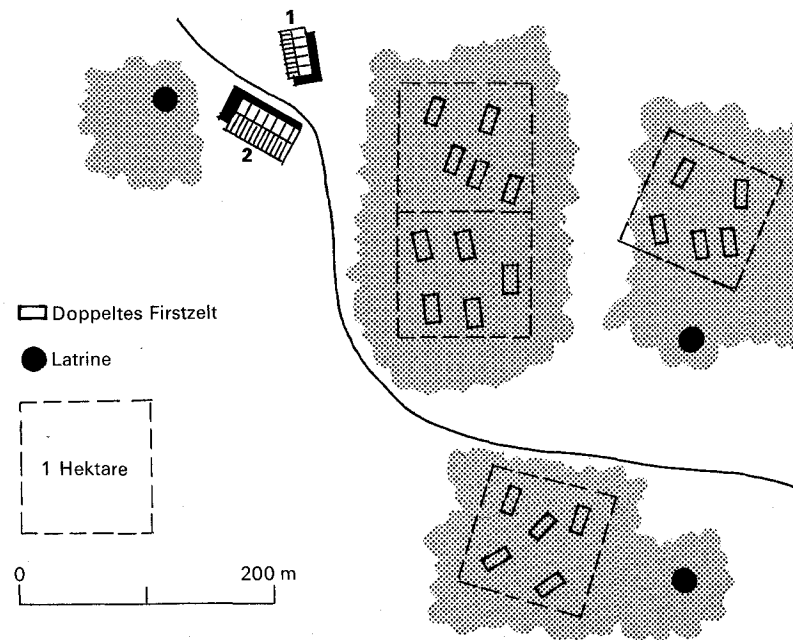 1
2
Doppeltes Firstzelt
Latrine
1 Hektare
0 200 m